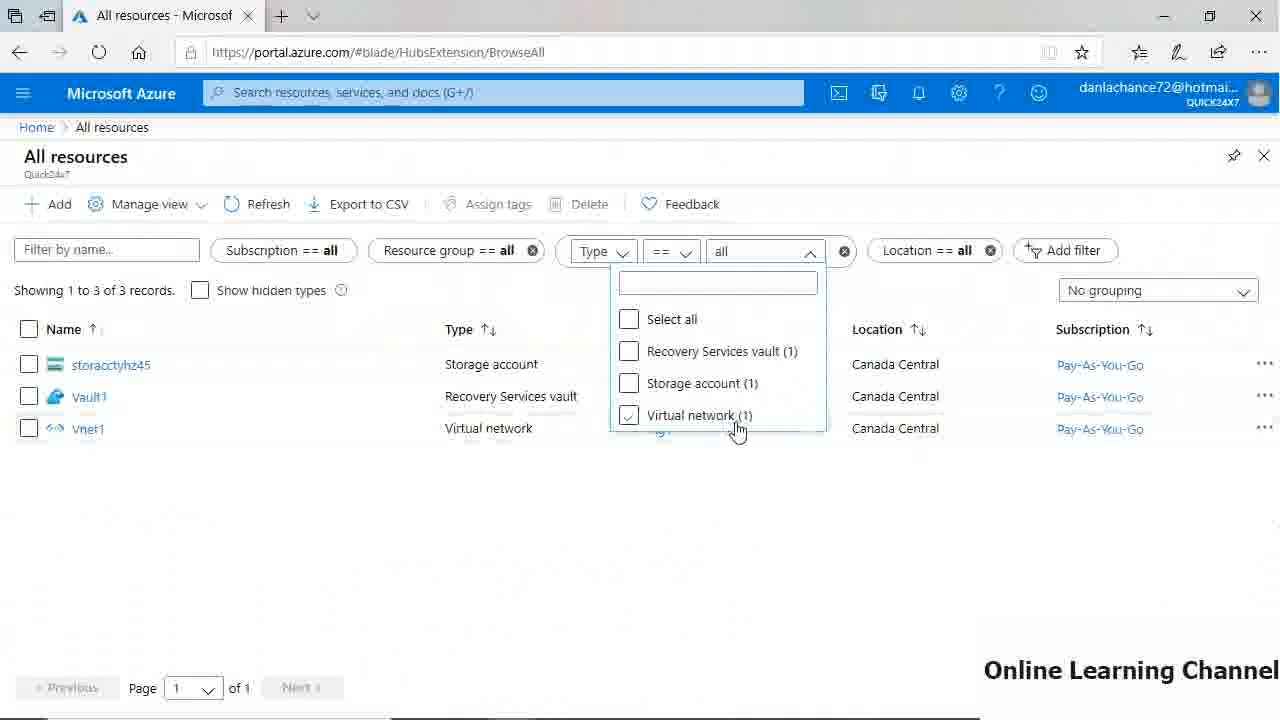 All resources - Microsof
https://portal.azure.com/#blade/HubsExtension/BrowseAll
Microsoft Azure
Search resources, services, and docs (G+/)
danlachance72@hotmai...
QUICK24X7
Home > All resources
All resources
Quick24x7
Add Manage view Refresh Export to CSV Assign tags Delete Feedback
Filter by name... Subscription == all Resource group == all Type == all Location == all Add filter
Showing 1 to 3 of 3 records. Show hidden types No grouping
Select all
Recovery Services vault (1)
Storage account (1)
Virtual network (1)
Name Type Location Subscription
storacctyhz45 Storage account Canada Central Pay-As-You-Go
Vault1 Recovery Services vault Canada Central Pay-As-You-Go
Vnet1 Virtual network Canada Central Pay-As-You-Go
< Previous Page 1 of 1 Next >
Online Learning Channel